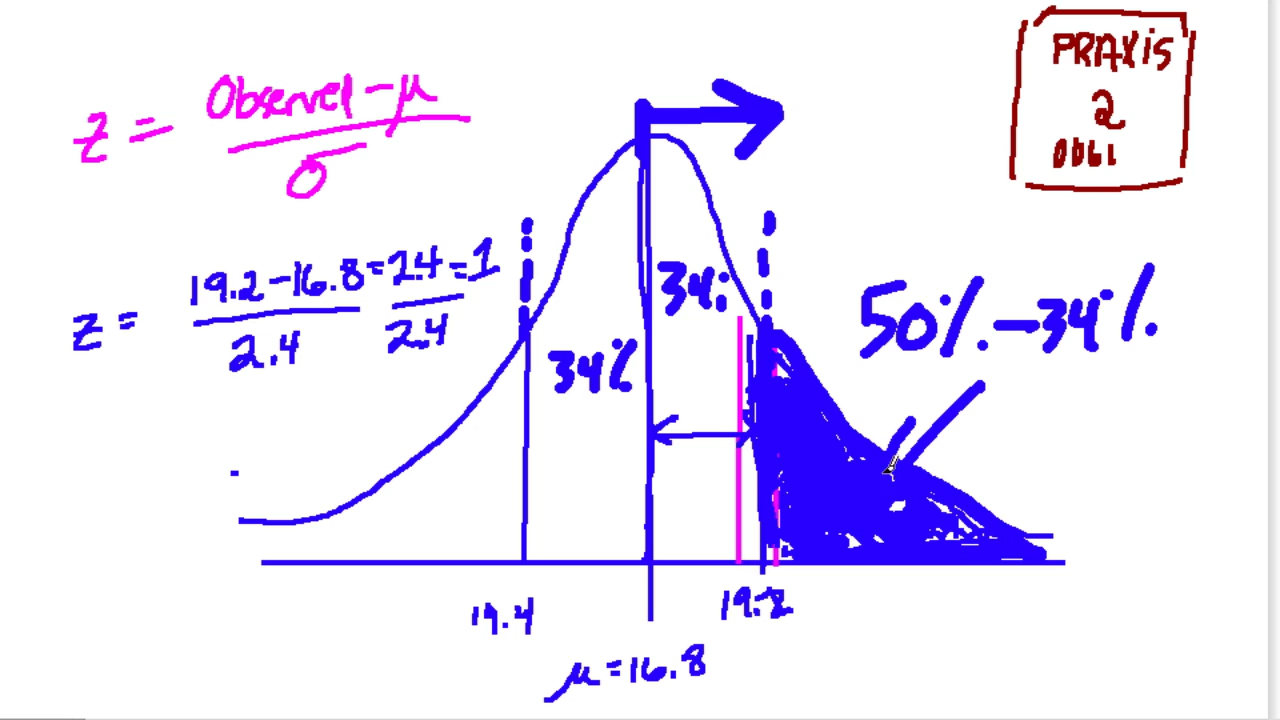 PRAXIS
2
0061
z = Observed - μ
σ
z = 19.2 - 16.8 = 2.4 = 1
2.4 2.4
34%
34%
50% - 34%
14.4
19.2
μ = 16.8